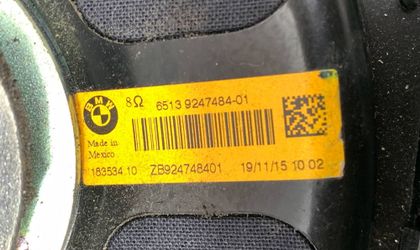 BMW
8Ω 6513 9247484-01
Made in
Mexico
183534.10 ZB924748401 19/11/15 10 02